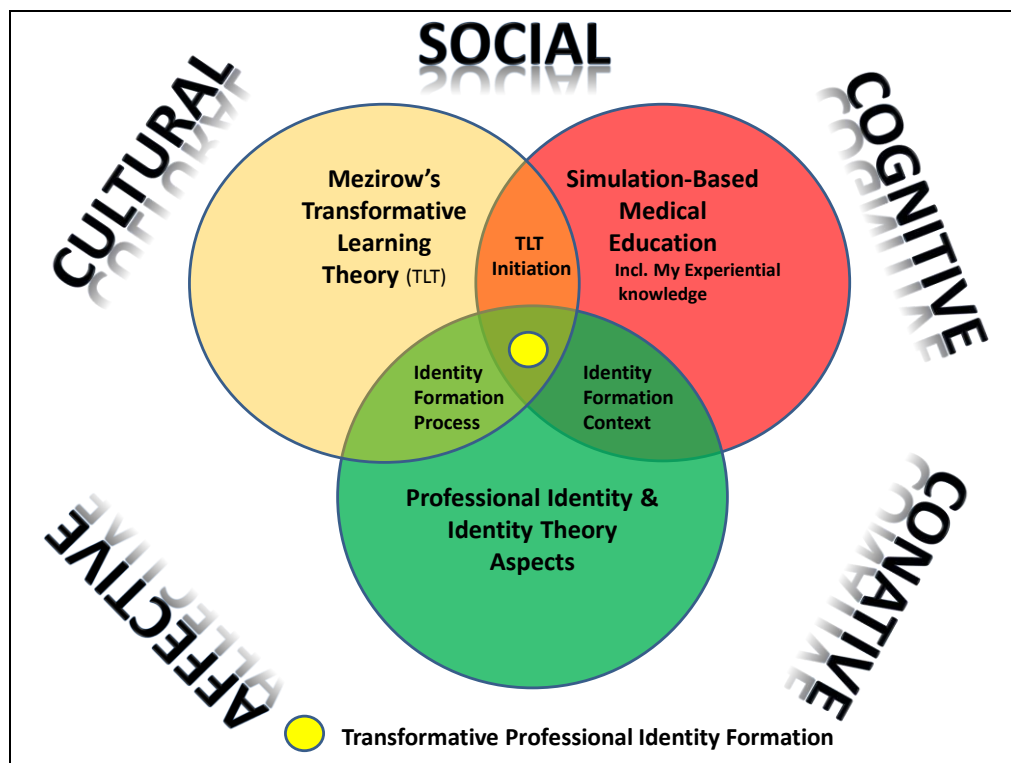 SOCIAL
CULTURAL
COGNITIVE
Mezirow's
Transformative
Learning
Theory (TLT)
Simulation-Based
Medical
Education
Incl. My Experiential
knowledge
TLT
Initiation
Identity
Formation
Process
Identity
Formation
Context
Professional Identity &
Identity Theory
Aspects
AFFECTIVE
CONATIVE
Transformative Professional Identity Formation